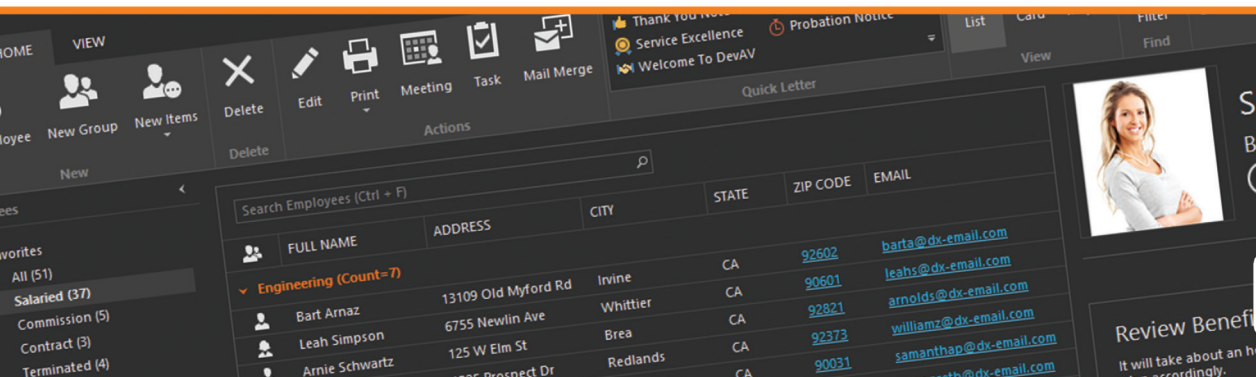 HOME VIEW
New Group
New Items
New
Delete
Delete
Edit
Print
Meeting
Task
Mail Merge
Actions
Thank You Note
Service Excellence
Welcome To DevAV
Probation Notice
Quick Letter
List
Card
View
Filter
Find
Search Employees (Ctrl + F)
FULL NAME ADDRESS CITY STATE ZIP CODE EMAIL
All (51)
Salaried (37)
Commission (5)
Contract (3)
Terminated (4)
Engineering (Count=7)
Bart Arnaz 13109 Old Myford Rd Irvine CA 92602 barta@dx-email.com
Leah Simpson 6755 Newlin Ave Whittier CA 90601 leahs@dx-email.com
Arnie Schwartz 125 W Elm St Brea CA 92821 arnolds@dx-email.com
Prospect Dr Redlands CA 92373 williamz@dx-email.com
CA 90031 samanthap@dx-email.com
Review Benefi
It will take about an h
accordingly.